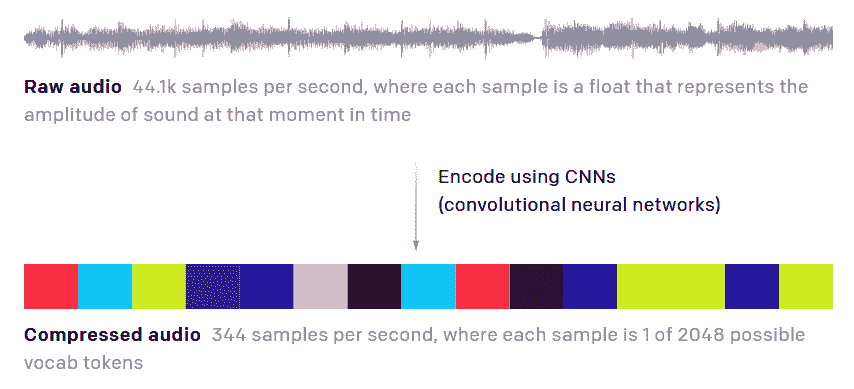 Raw audio 44.1k samples per second, where each sample is a float that represents the
amplitude of sound at that moment in time
Encode using CNNs
(convolutional neural networks)
Compressed audio 344 samples per second, where each sample is 1 of 2048 possible
vocab tokens